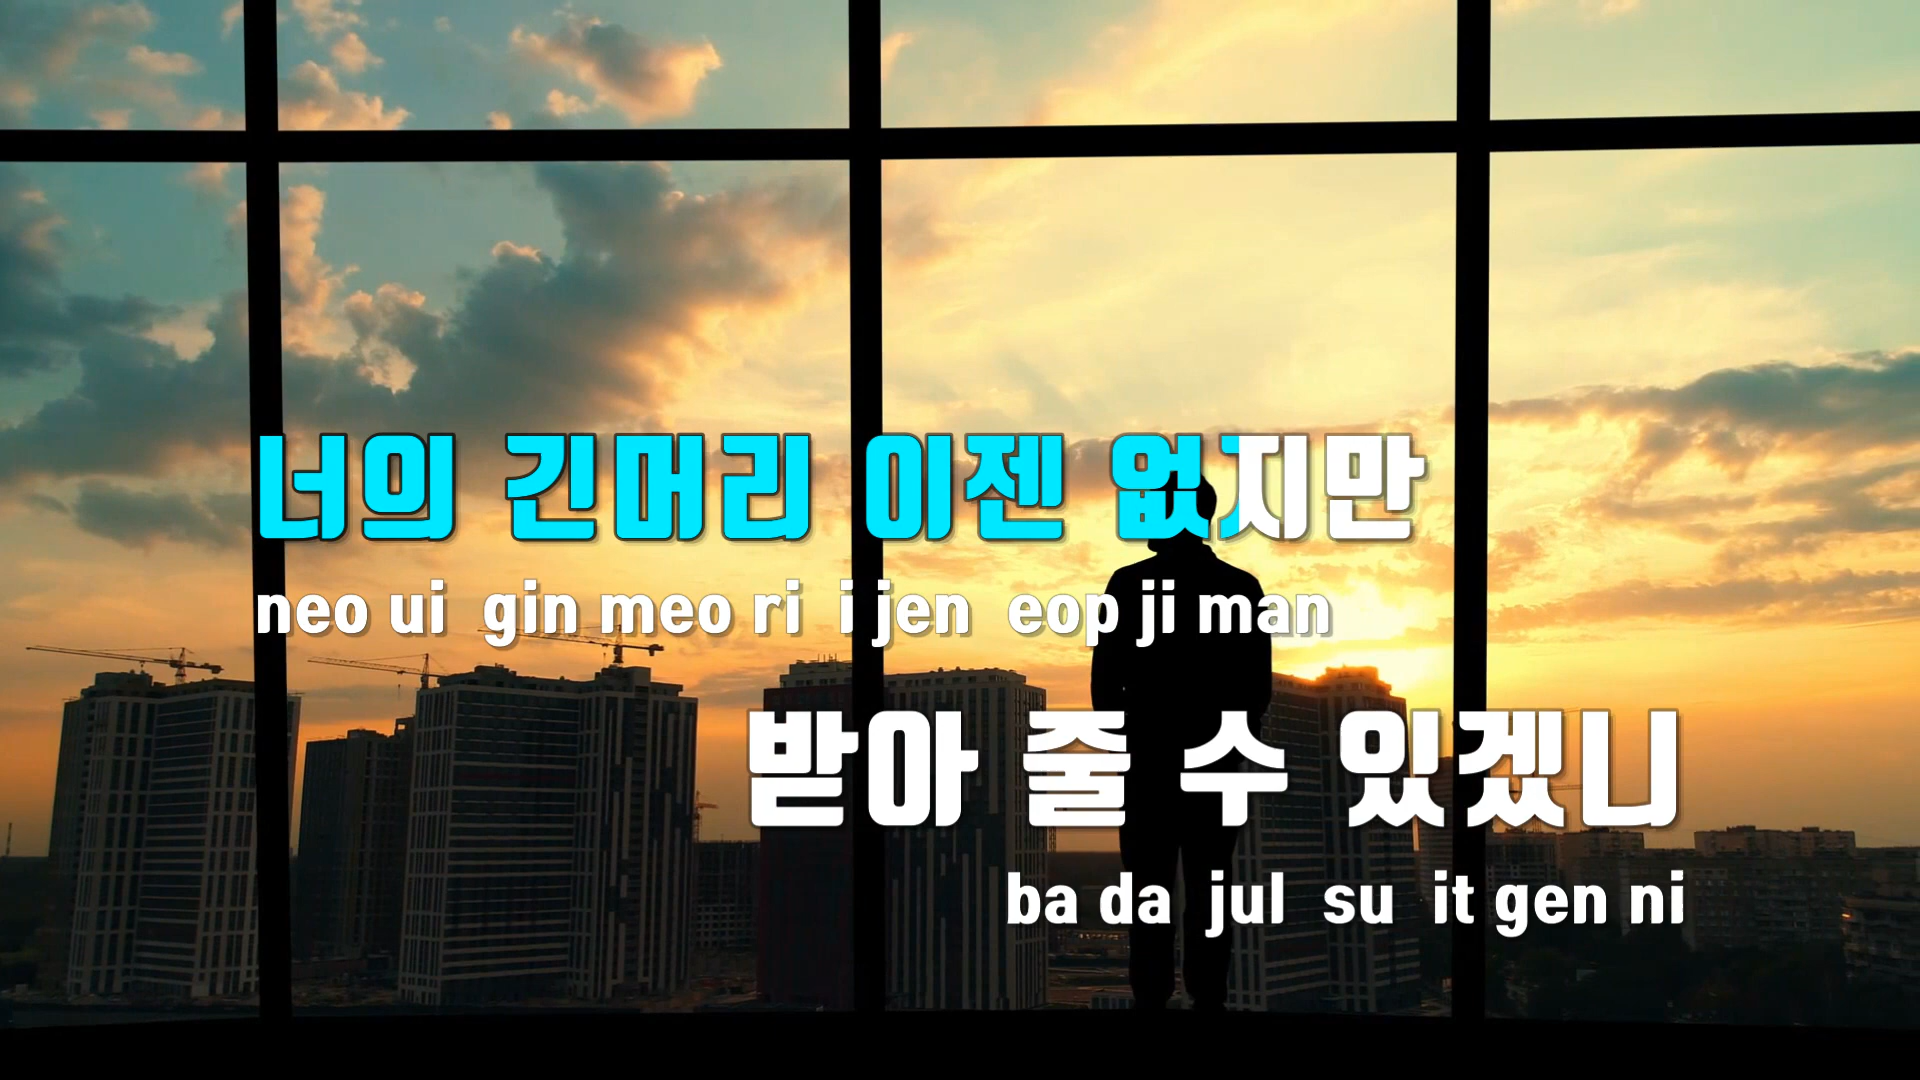 너의 긴머리 이젠 없지만
neo ui gin meo ri i jen eop ji man
받아 줄 수 있겠니
ba da jul su it gen ni